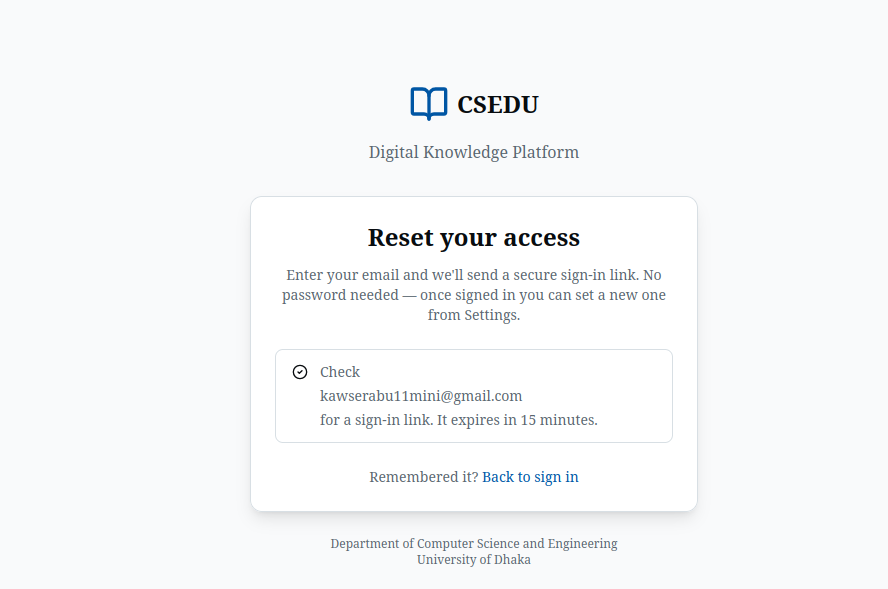 CSEDU
Digital Knowledge Platform
Reset your access
Enter your email and we'll send a secure sign-in link. No
password needed — once signed in you can set a new one
from Settings.
Check
kawserabu11mini@gmail.com
for a sign-in link. It expires in 15 minutes.
Remembered it? Back to sign in
Department of Computer Science and Engineering
University of Dhaka